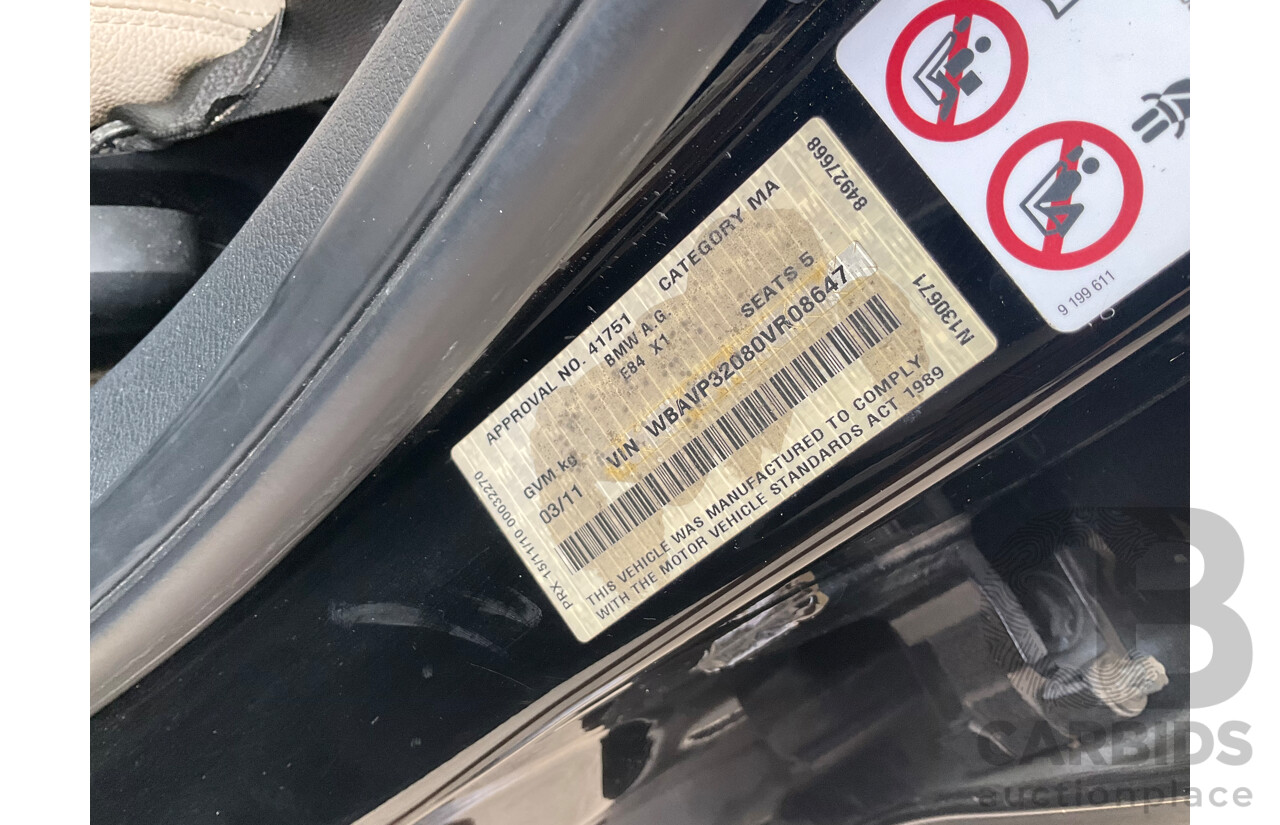 APPROVAL NO. 41751 CATEGORY MA 84927668
BMW A.G.
E84 X1
GVM kg SEATS 5
03/11 VIN WBAVP32080VR08647
THIS VEHICLE WAS MANUFACTURED TO COMPLY
WITH THE MOTOR VEHICLE STANDARDS ACT 1989
PRX 15/11/10-00032270
N130671
9 199 611
B
CARBIDS
auctionplace